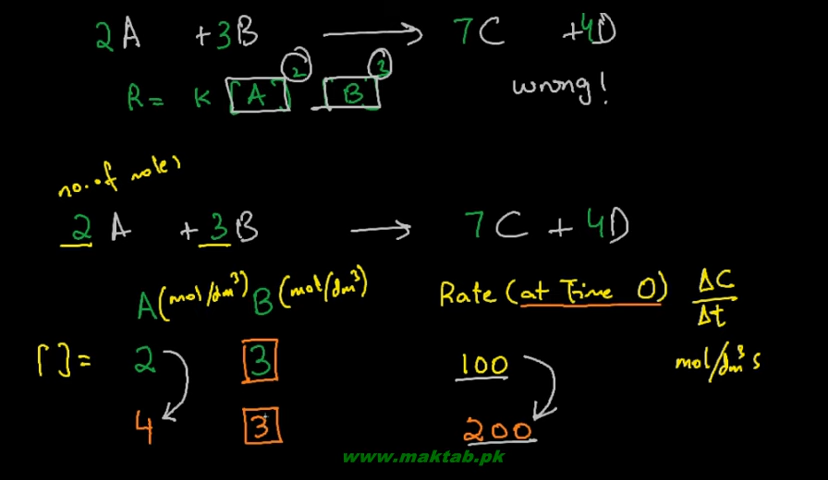 2A +3B ⟶ 7C +4D
R = K [A]² [B]³ wrong!
no. of moles
2A + 3B ⟶ 7C + 4D
A (mol/dm³) B (mol/dm³) Rate (at Time 0) ΔC/Δt
[ ] = 2 3 100 mol/dm³ s
4 3 200
www.maktab.pk